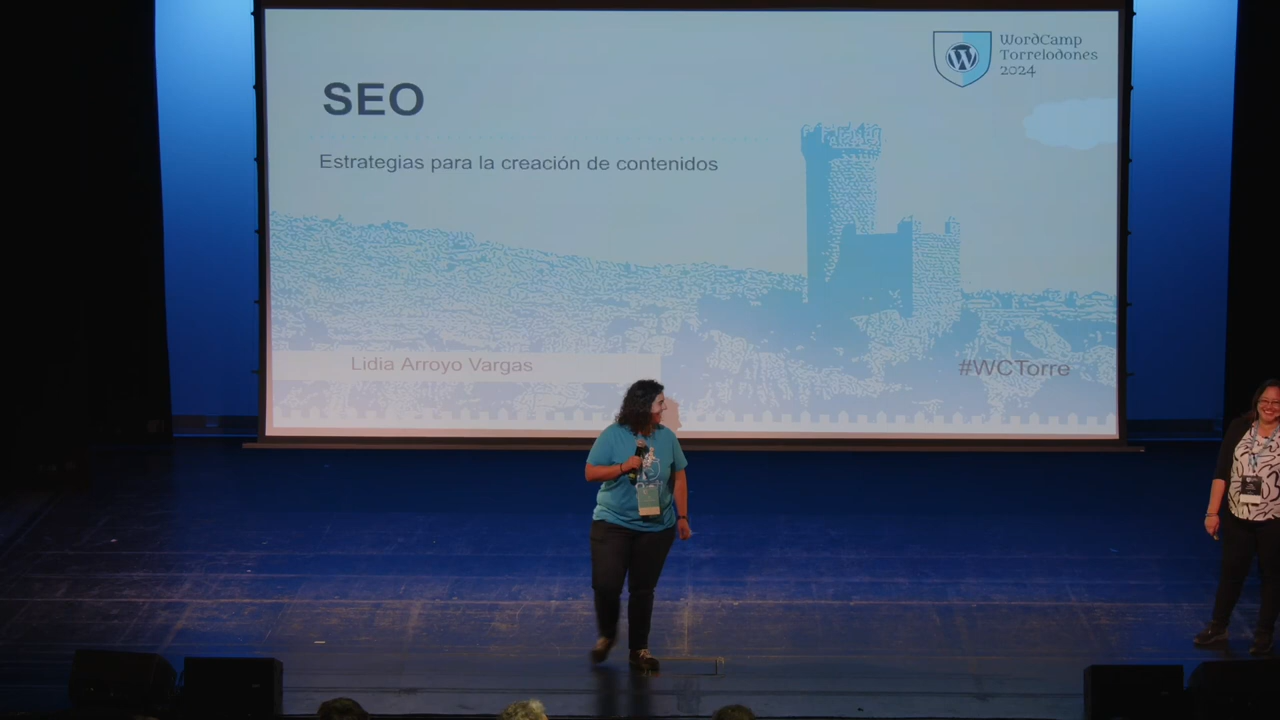 WordCamp
Torrelodones
2024
SEO
Estrategias para la creación de contenidos
Lidia Arroyo Vargas
#WCTorre